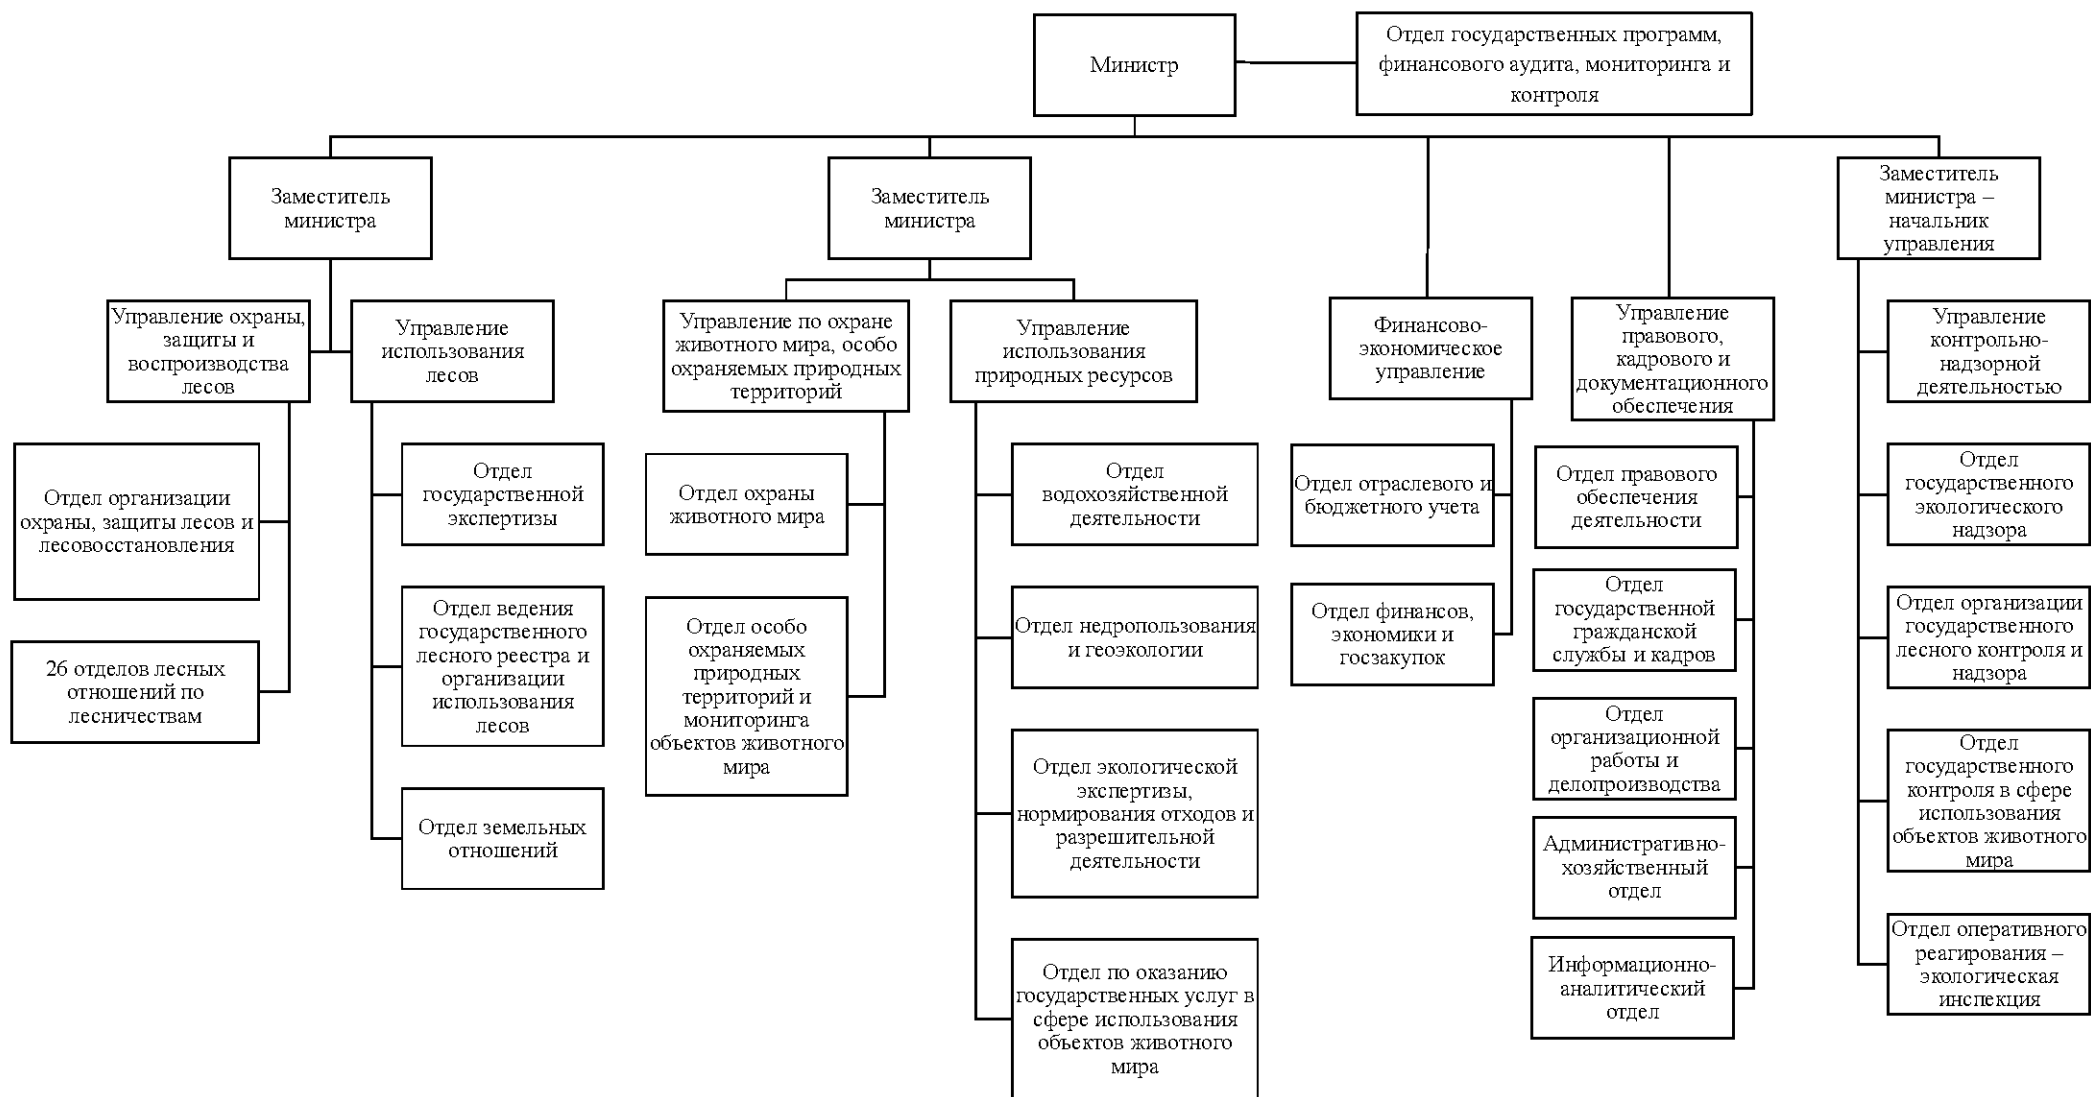 Министр
Отдел государственных программ,
финансового аудита, мониторинга и
контроля
Заместитель
министра
Заместитель
министра
Заместитель
министра –
начальник
управления
Управление охраны,
защиты и
воспроизводства
лесов
Управление
использования
лесов
Управление по охране
животного мира, особо
охраняемых природных
территорий
Управление
использования
природных ресурсов
Финансово-
экономическое
управление
Управление
правового,
кадрового и
документационного
обеспечения
Управление
контрольно-
надзорной
деятельностью
Отдел организации
охраны, защиты лесов и
лесовосстановления
26 отделов лесных
отношений по
лесничествам
Отдел
государственной
экспертизы
Отдел ведения
государственного
лесного реестра и
организации
использования
лесов
Отдел земельных
отношений
Отдел охраны
животного мира
Отдел особо
охраняемых
природных
территорий и
мониторинга
объектов животного
мира
Отдел
водохозяйственной
деятельности
Отдел недропользования
и геоэкологии
Отдел экологической
экспертизы,
нормирования отходов и
разрешительной
деятельности
Отдел по оказанию
государственных услуг в
сфере использования
объектов животного
мира
Отдел отраслевого и
бюджетного учета
Отдел финансов,
экономики и
госзакупок
Отдел правового
обеспечения
деятельности
Отдел
государственной
гражданской
службы и кадров
Отдел
организационной
работы и
делопроизводства
Административно-
хозяйственный
отдел
Информационно-
аналитический
отдел
Отдел
государственного
экологического
надзора
Отдел организации
государственного
лесного контроля и
надзора
Отдел
государственного
контроля в сфере
использования
объектов животного
мира
Отдел оперативного
реагирования –
экологическая
инспекция